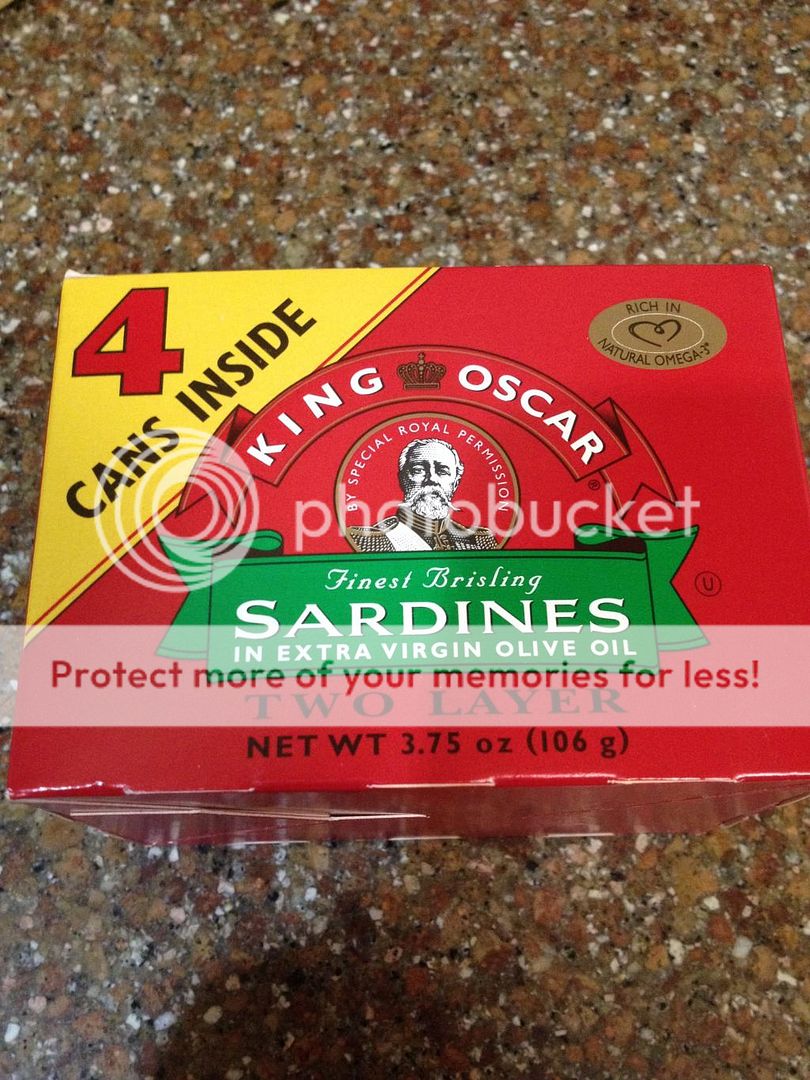 4
CANS INSIDE
RICH IN
NATURAL OMEGA-3®
KING OSCAR®
BY SPECIAL ROYAL PERMISSION
photobucket
Finest Brisling
U
SARDINES
IN EXTRA VIRGIN OLIVE OIL
Protect more of your memories for less!
TWO LAYER
NET WT 3.75 oz (106 g)